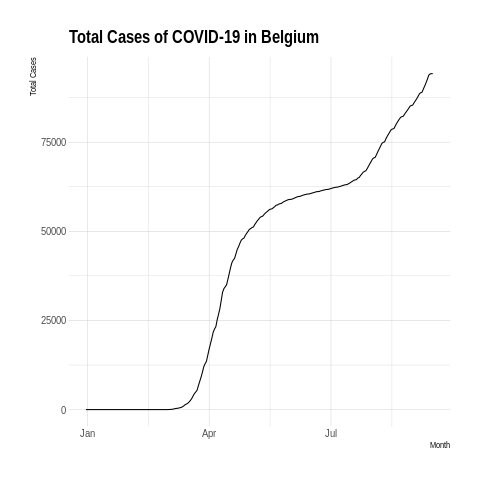 Total Cases of COVID-19 in Belgium
Total Cases
75000
50000
25000
0
Jan Apr Jul
Month